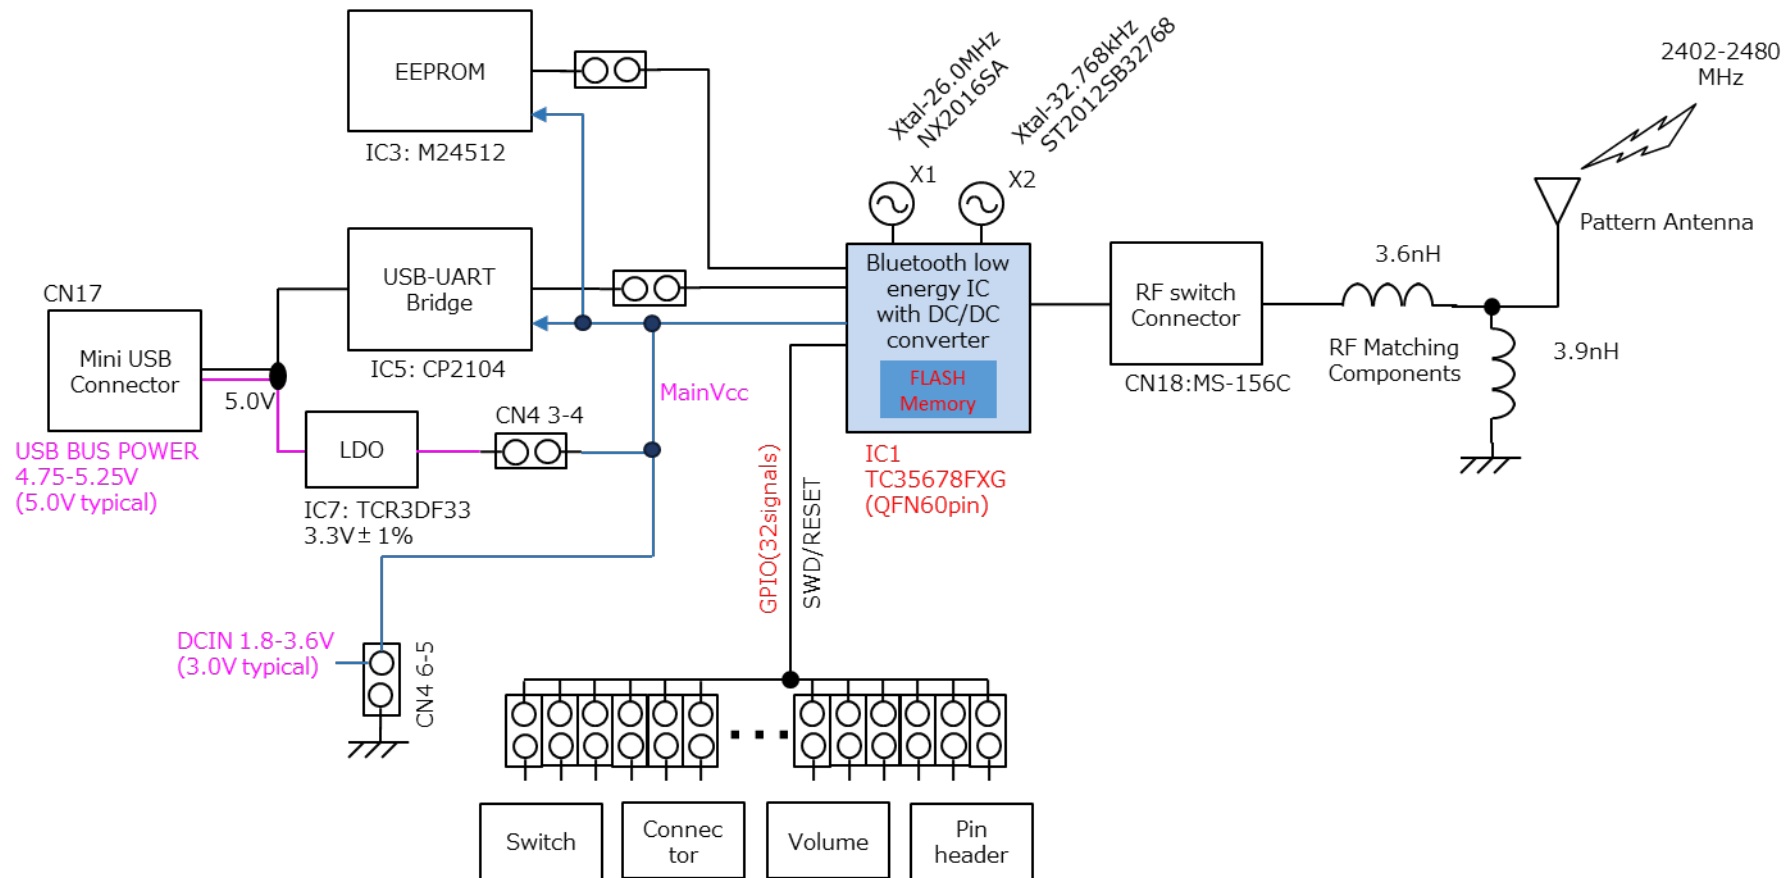 EEPROM
IC3: M24512
Xtal-26.0MHz
NX2016SA
Xtal-32.768kHz
ST2012SB32768
X1
X2
2402-2480
MHz
Pattern Antenna
CN17
Mini USB
Connector
5.0V
USB BUS POWER
4.75-5.25V
(5.0V typical)
USB-UART
Bridge
IC5: CP2104
LDO
IC7: TCR3DF33
3.3V± 1%
CN4 3-4
MainVcc
Bluetooth low
energy IC
with DC/DC
converter
FLASH
Memory
IC1
TC35678FXG
(QFN60pin)
RF switch
Connector
CN18:MS-156C
3.6nH
RF Matching
Components
3.9nH
DCIN 1.8-3.6V
(3.0V typical)
CN4 6-5
GPIO(32signals)
SWD/RESET
Switch
Connec
tor
Volume
Pin
header